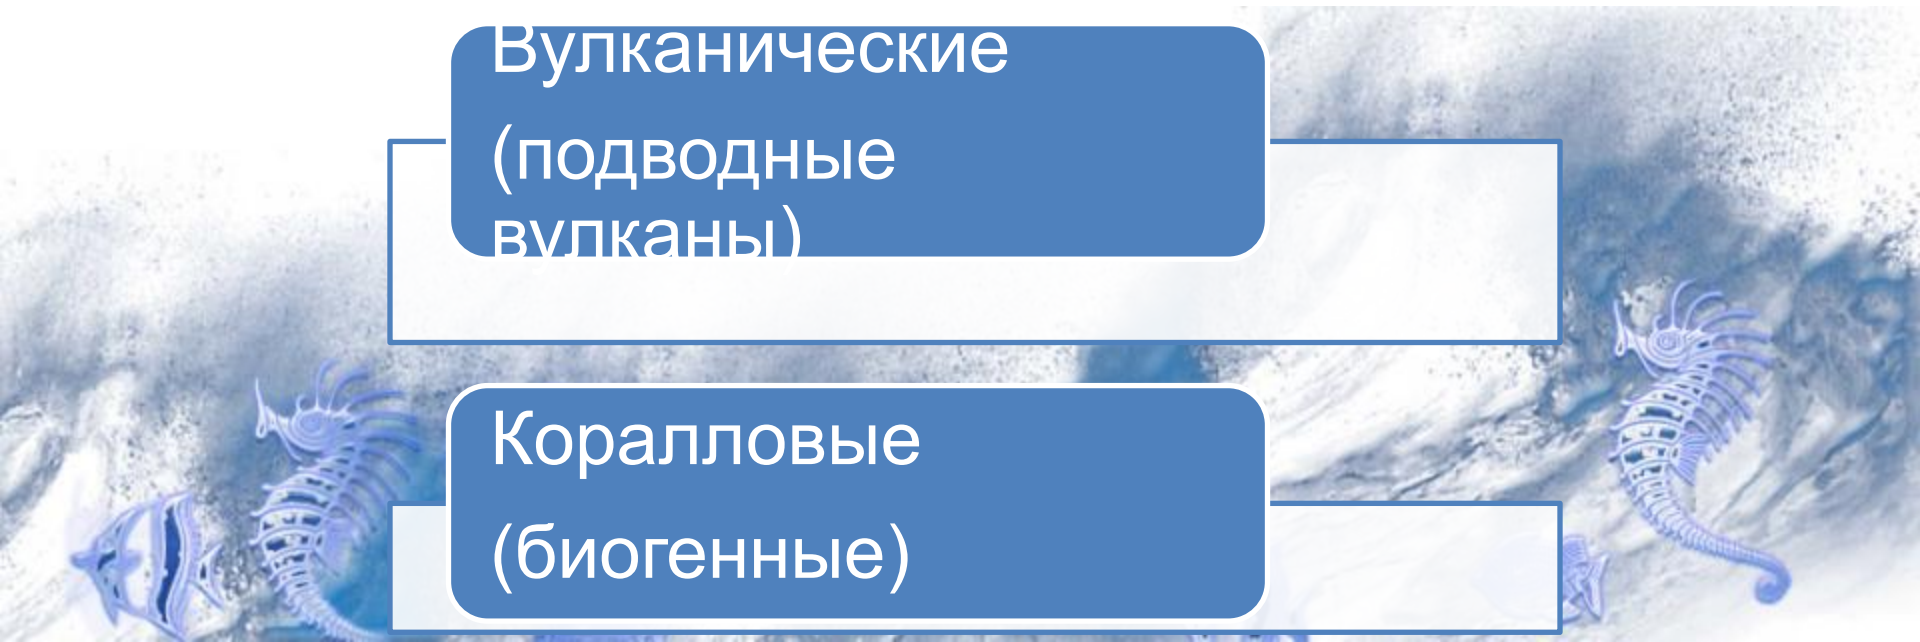 Вулканические
(подводные
вулканы)
Коралловые
(биогенные)